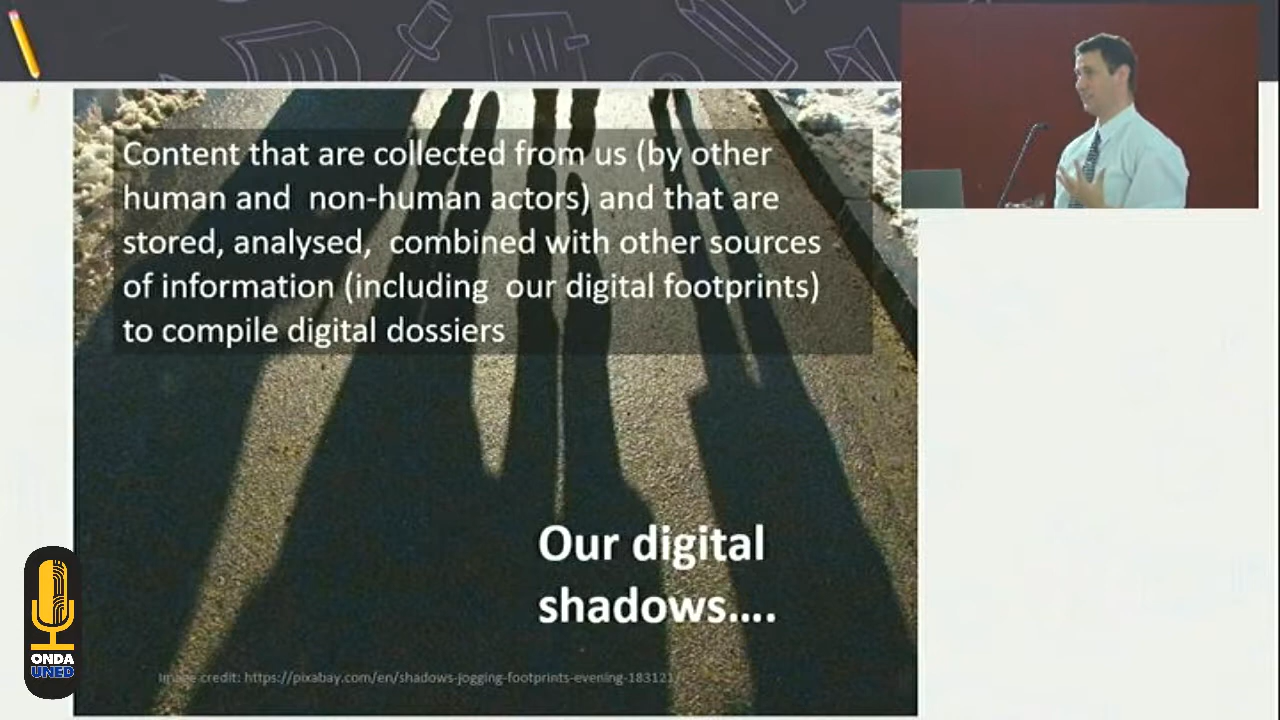 Content that are collected from us (by other
human and non-human actors) and that are
stored, analysed, combined with other sources
of information (including our digital footprints)
to compile digital dossiers
Our digital
shadows....
Image credit: https://pixabay.com/en/shadows-jogging-footprints-evening-183121/
ONDA
UNED